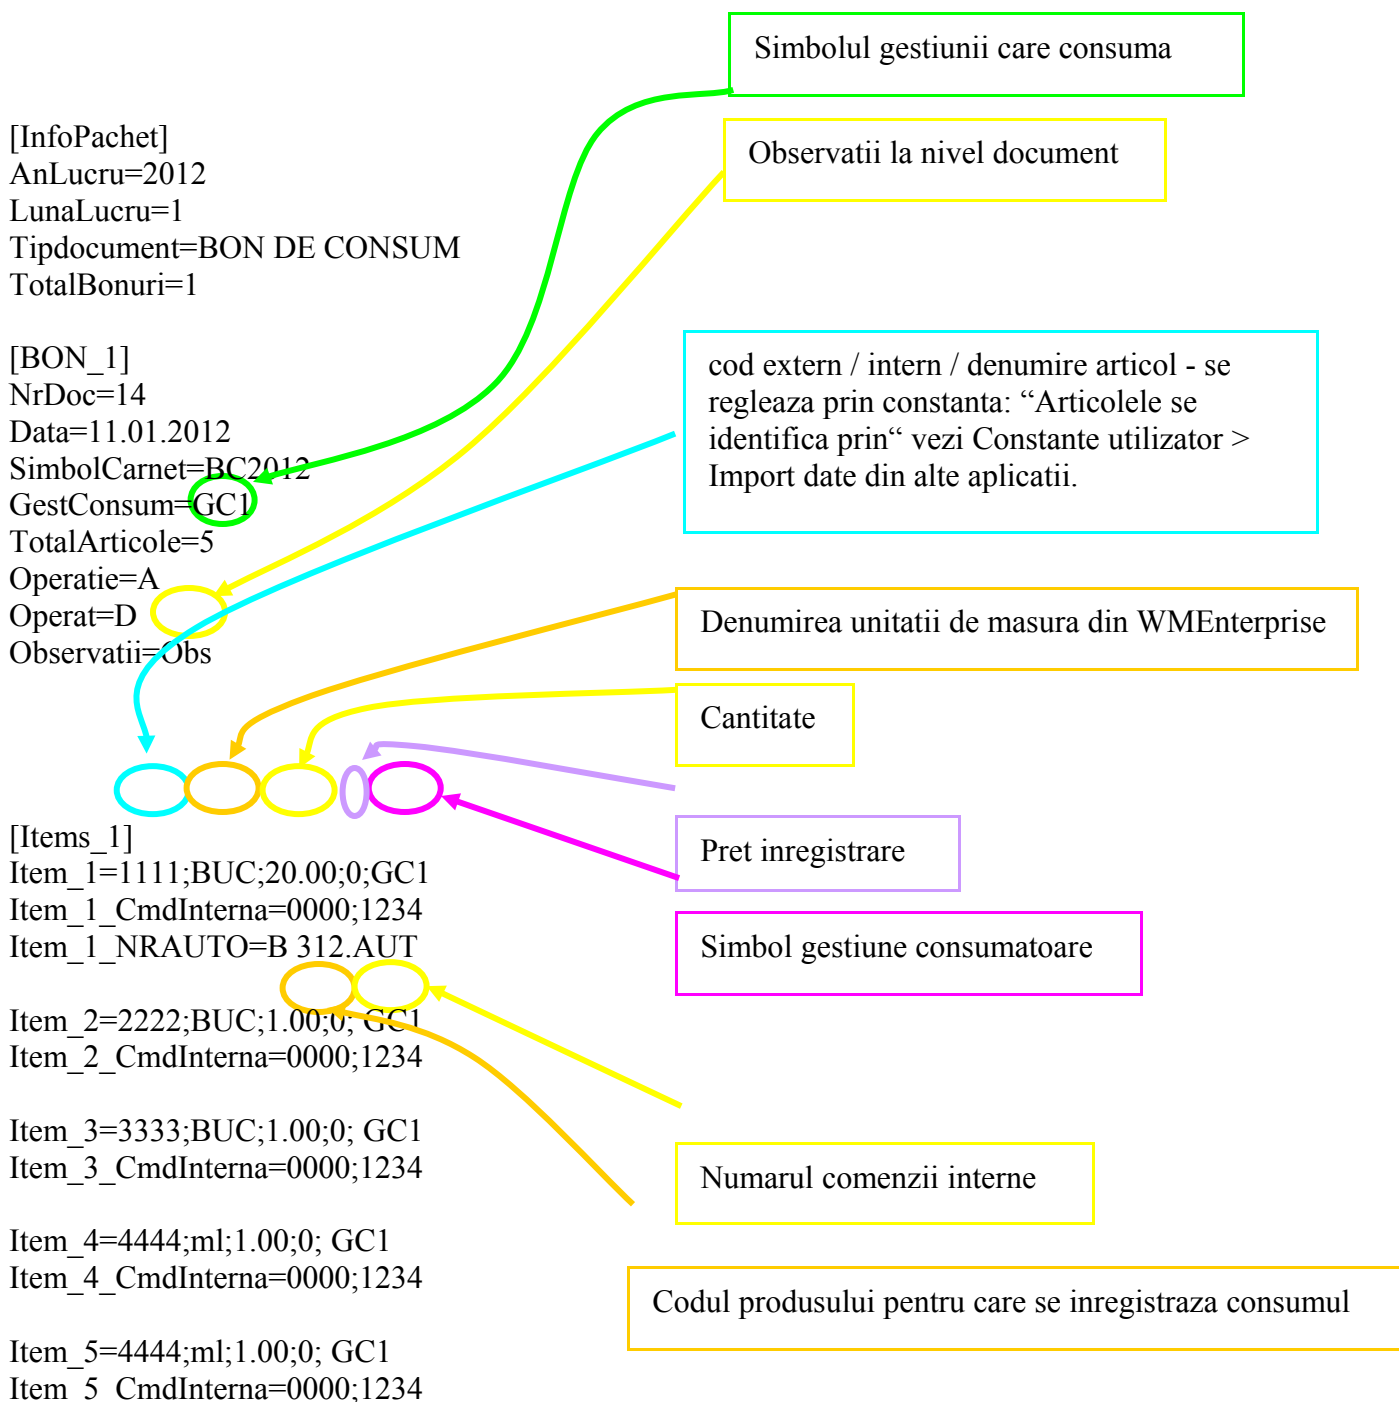 Simbolul gestiunii care consuma
[InfoPachet]
AnLucru=2012
LunaLucru=1
Tipdocument=BON DE CONSUM
TotalBonuri=1
Observatii la nivel document
[BON_1]
NrDoc=14
Data=11.01.2012
SimbolCarnet=BC2012
GestConsum=GC1
TotalArticole=5
Operatie=A
Operat=D
Observatii=Obs
cod extern / intern / denumire articol - se
regleaza prin constanta: “Articolele se
identifica prin“ vezi Constante utilizator >
Import date din alte aplicatii.
Denumirea unitatii de masura din WMEnterprise
Cantitate
Pret inregistrare
Simbol gestiune consumatoare
[Items_1]
Item_1=1111;BUC;20.00;0;GC1
Item_1_CmdInterna=0000;1234
Item_1_NRAUTO=B 312.AUT
Item_2=2222;BUC;1.00;0; GC1
Item_2_CmdInterna=0000;1234
Item_3=3333;BUC;1.00;0; GC1
Item_3_CmdInterna=0000;1234
Item_4=4444;ml;1.00;0; GC1
Item_4_CmdInterna=0000;1234
Item_5=4444;ml;1.00;0; GC1
Item_5_CmdInterna=0000;1234
Numarul comenzii interne
Codul produsului pentru care se inregistraza consumul